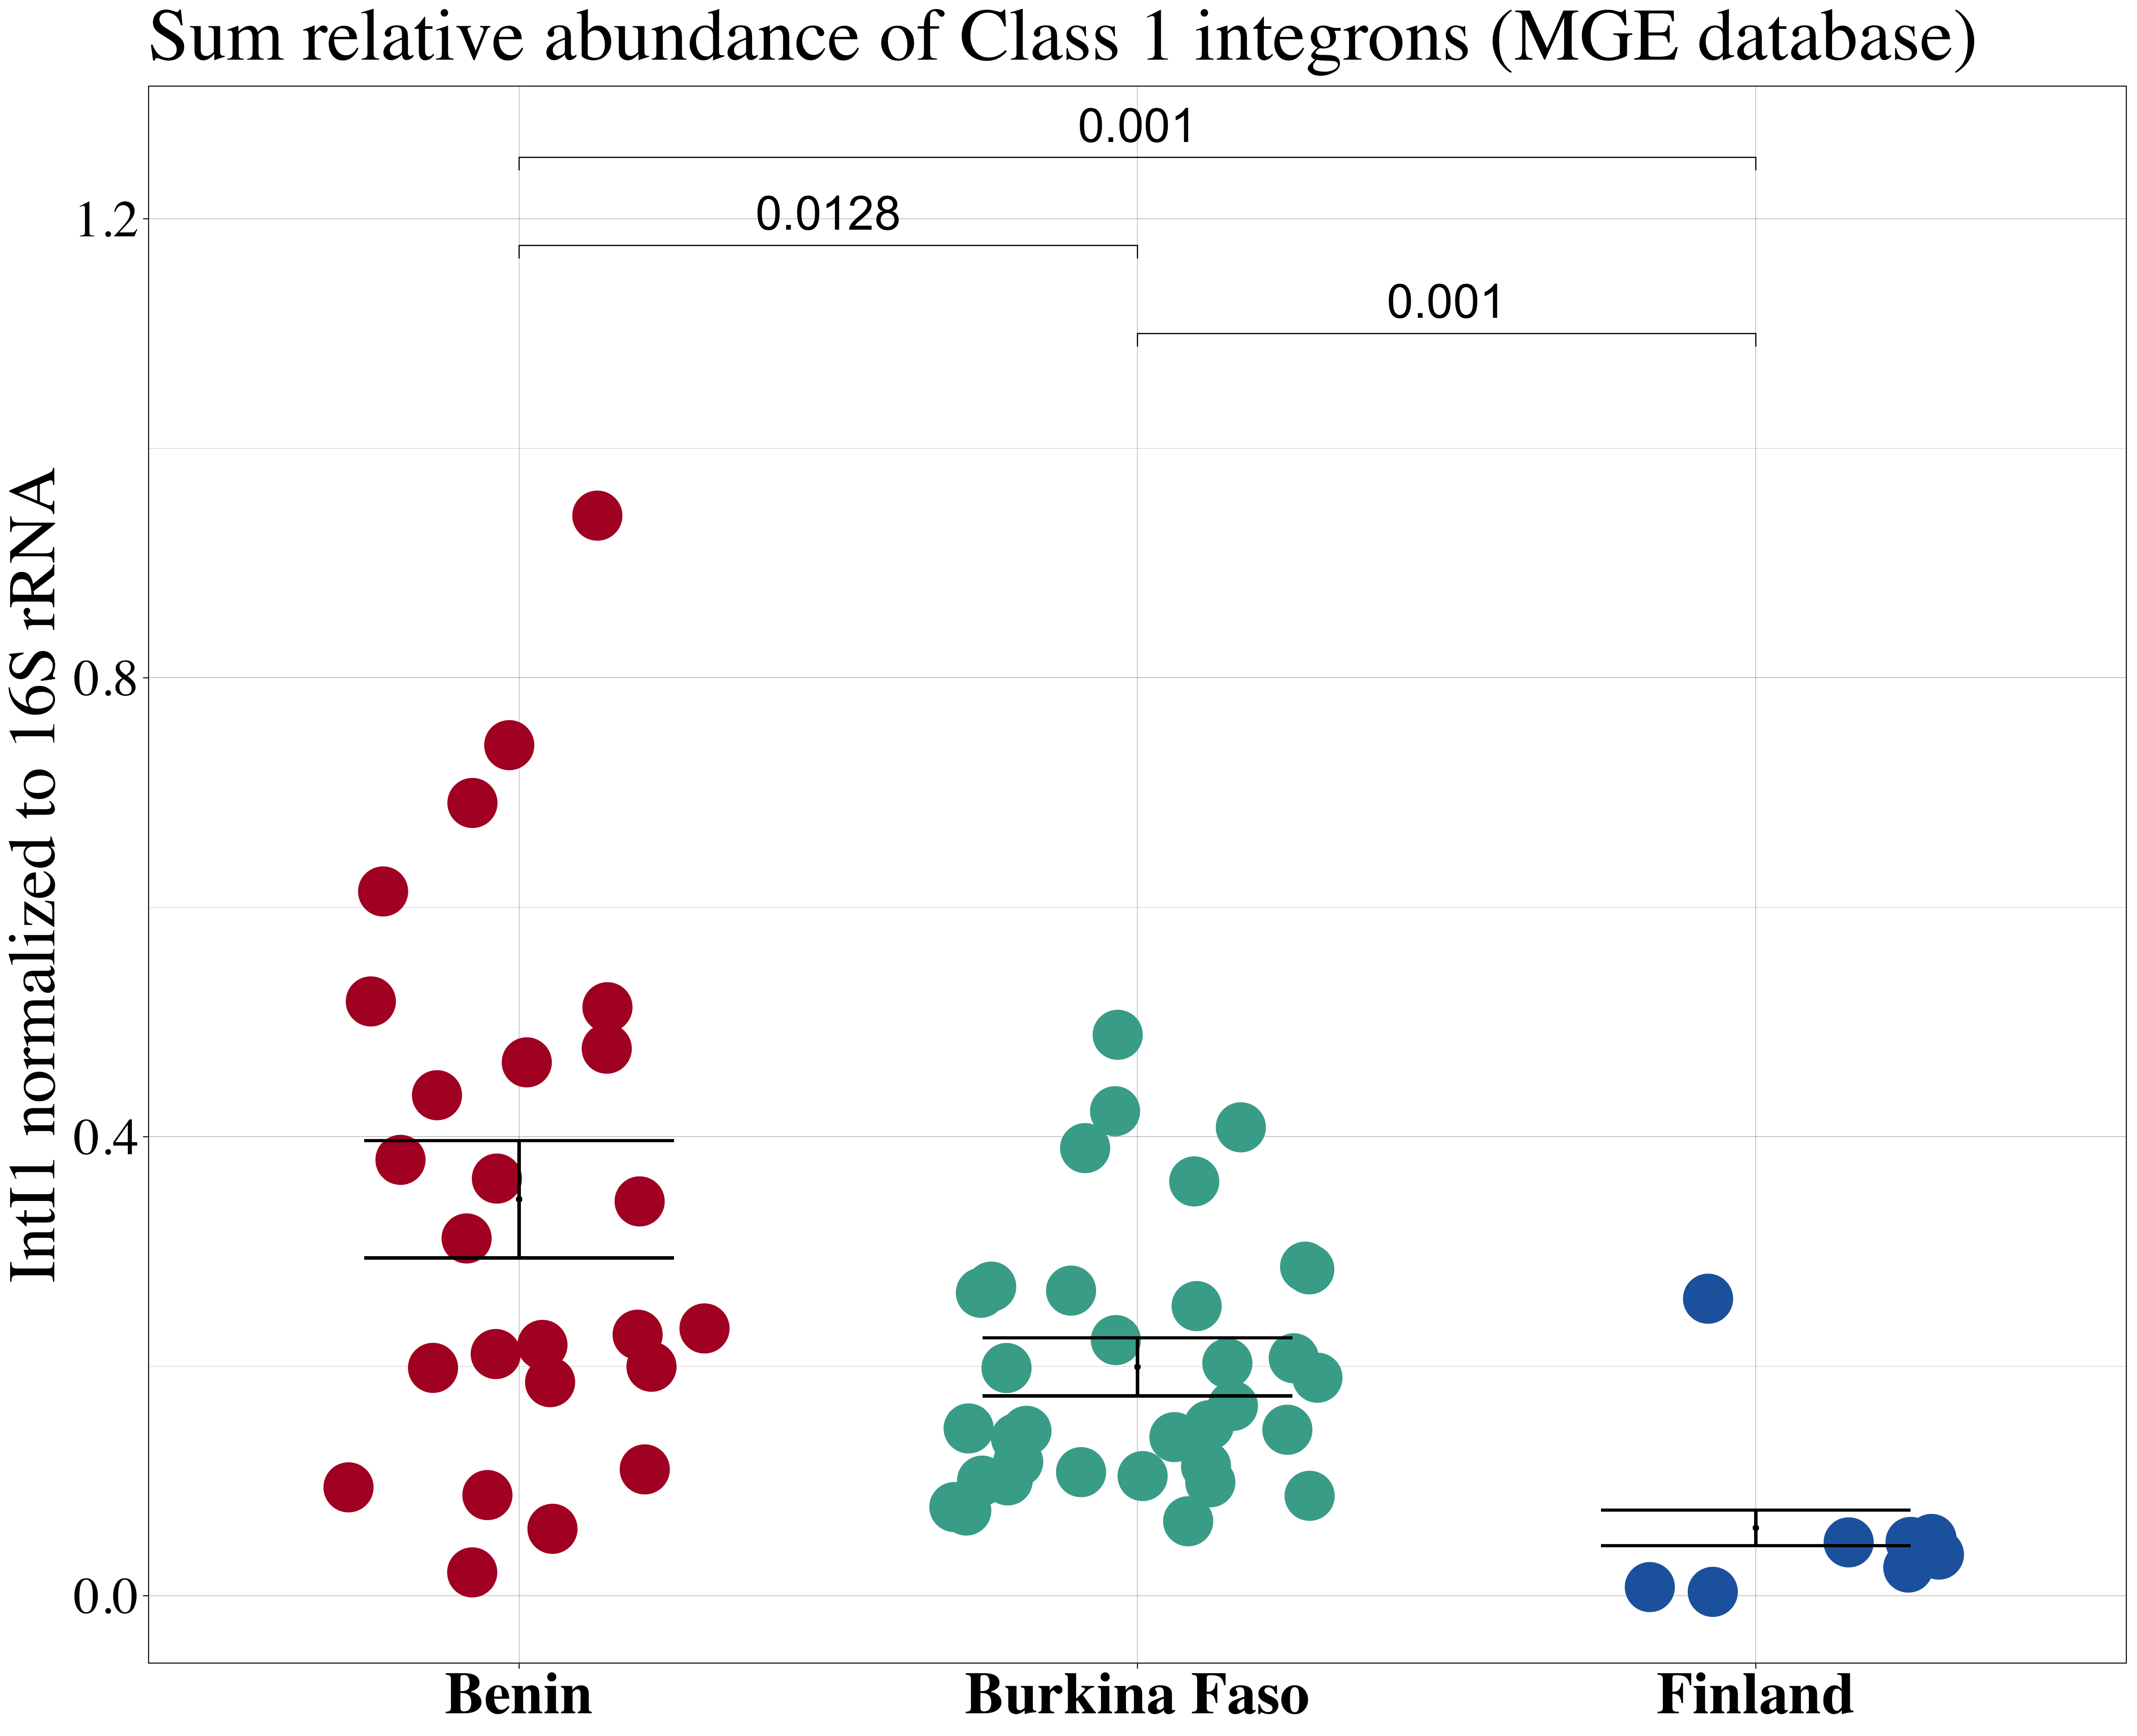 Sum relative abundance of Class 1 integrons (MGE database)
IntI1 normalized to 16S rRNA
0.001
1.2
0.0128
0.001
0.8
0.4
0.0
Benin
Burkina Faso
Finland